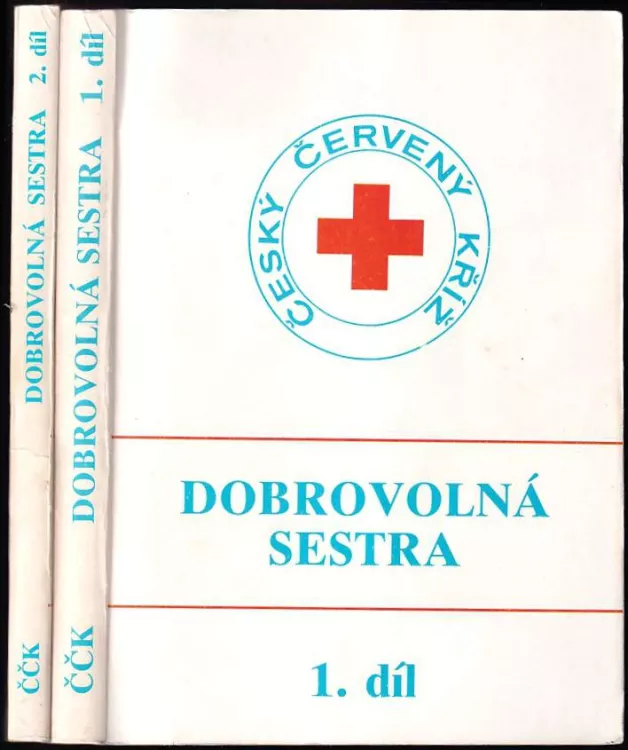 DOBROVOLNÁ SESTRA 2. díl
ČČK
DOBROVOLNÁ SESTRA 1. díl
ČČK
ČESKÝ ČERVENÝ KŘÍŽ
DOBROVOLNÁ
SESTRA
1. díl